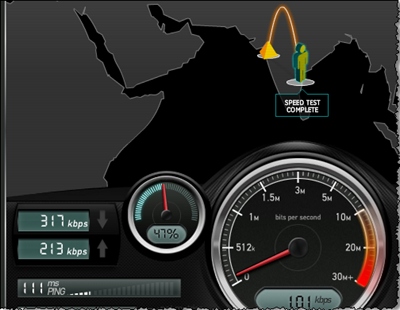 SPEED TEST
COMPLETE
317 kbps
213 kbps
111 ms
PING
47%
bits per second
0
512k
1M
1.5M
3M
5M
10M
20M
30M+
101 kbps